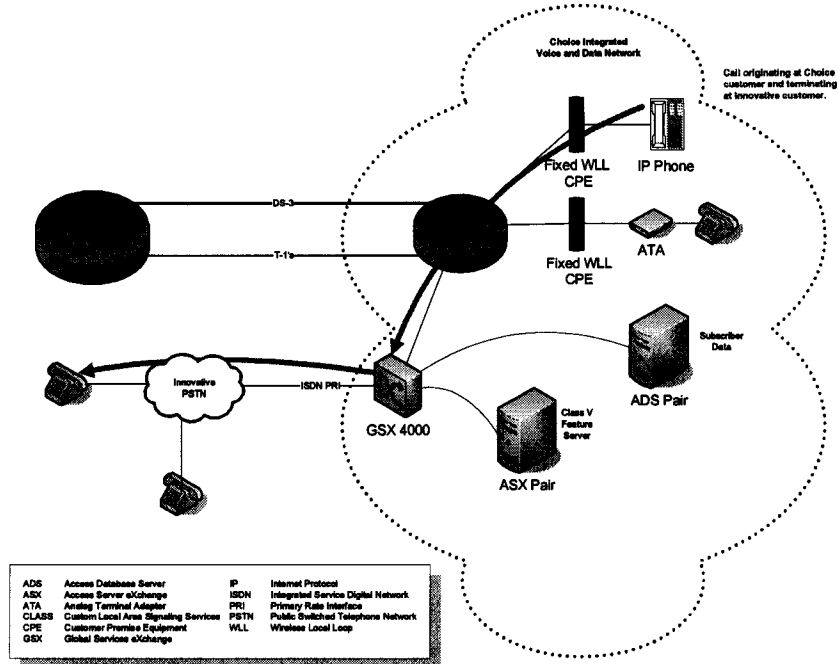 Choice Integrated
Voice and Data Network
Call originating at Choice
customer and terminating
at Innovative customer.
Fixed WLL
CPE
IP Phone
DS-3
T-1's
Fixed WLL
CPE
ATA
Subscriber
Data
ADS Pair
Innovative
PSTN
ISDN PRI
GSX 4000
Class V
Feature
Server
ASX Pair
ADS Access Database Server
ASX Access Server eXchange
ATA Analog Terminal Adapter
CLASS Custom Local Area Signaling Services
CPE Customer Premise Equipment
GSX Global Services eXchange
IP Internet Protocol
ISDN Integrated Service Digital Network
PRI Primary Rate Interface
PSTN Public Switched Telephone Network
WLL Wireless Local Loop